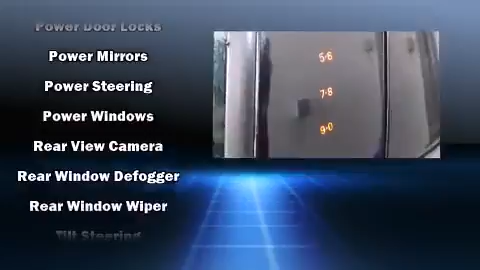 Power Door Locks
Power Mirrors
Power Steering
Power Windows
Rear View Camera
Rear Window Defogger
Rear Window Wiper
Tilt Steering
5·6
7·8
9·0